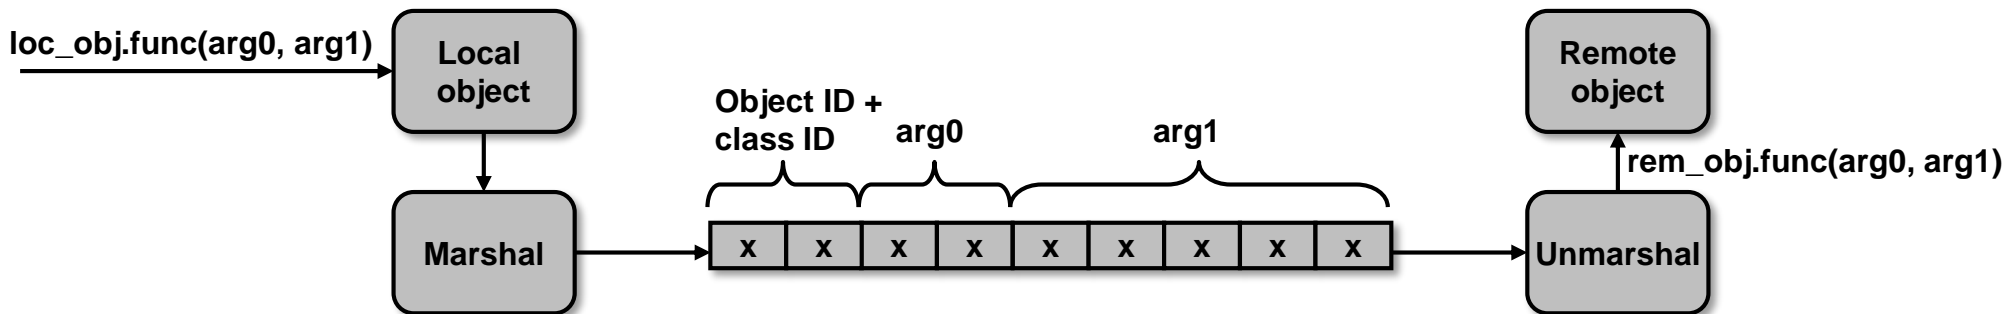 loc_obj.func(arg0, arg1)
Local
object
Marshal
Object ID +
class ID
arg0
arg1
x x x x x x x x x
Remote
object
rem_obj.func(arg0, arg1)
Unmarshal